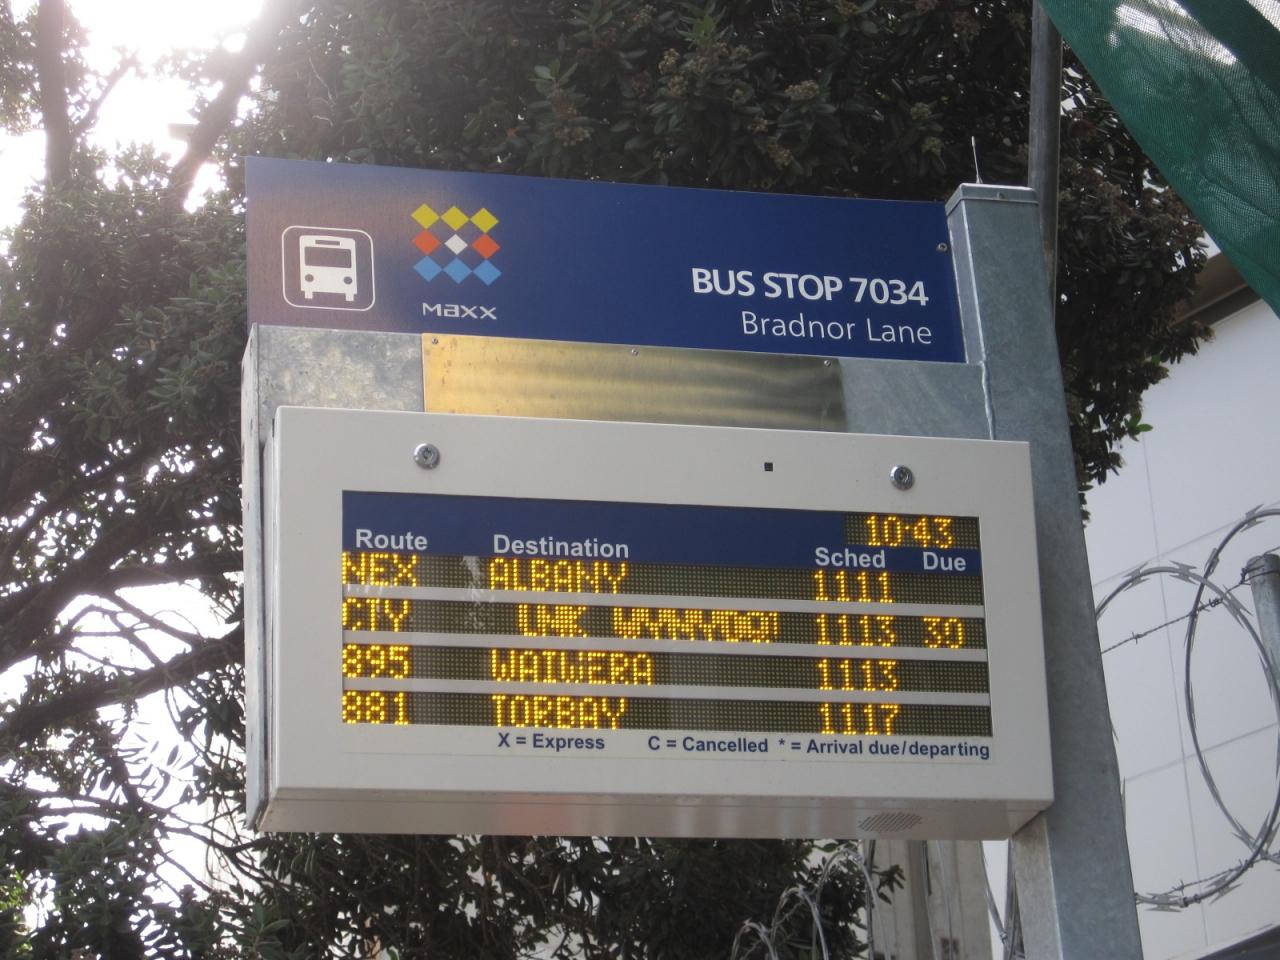 maxx
BUS STOP 7034
Bradnor Lane
10:43
Route Destination Sched Due
NEX ALBANY 1111
CTY 1113 30
895 WAIWERA 1113
881 TORBAY 1117
X = Express C = Cancelled * = Arrival due/departing